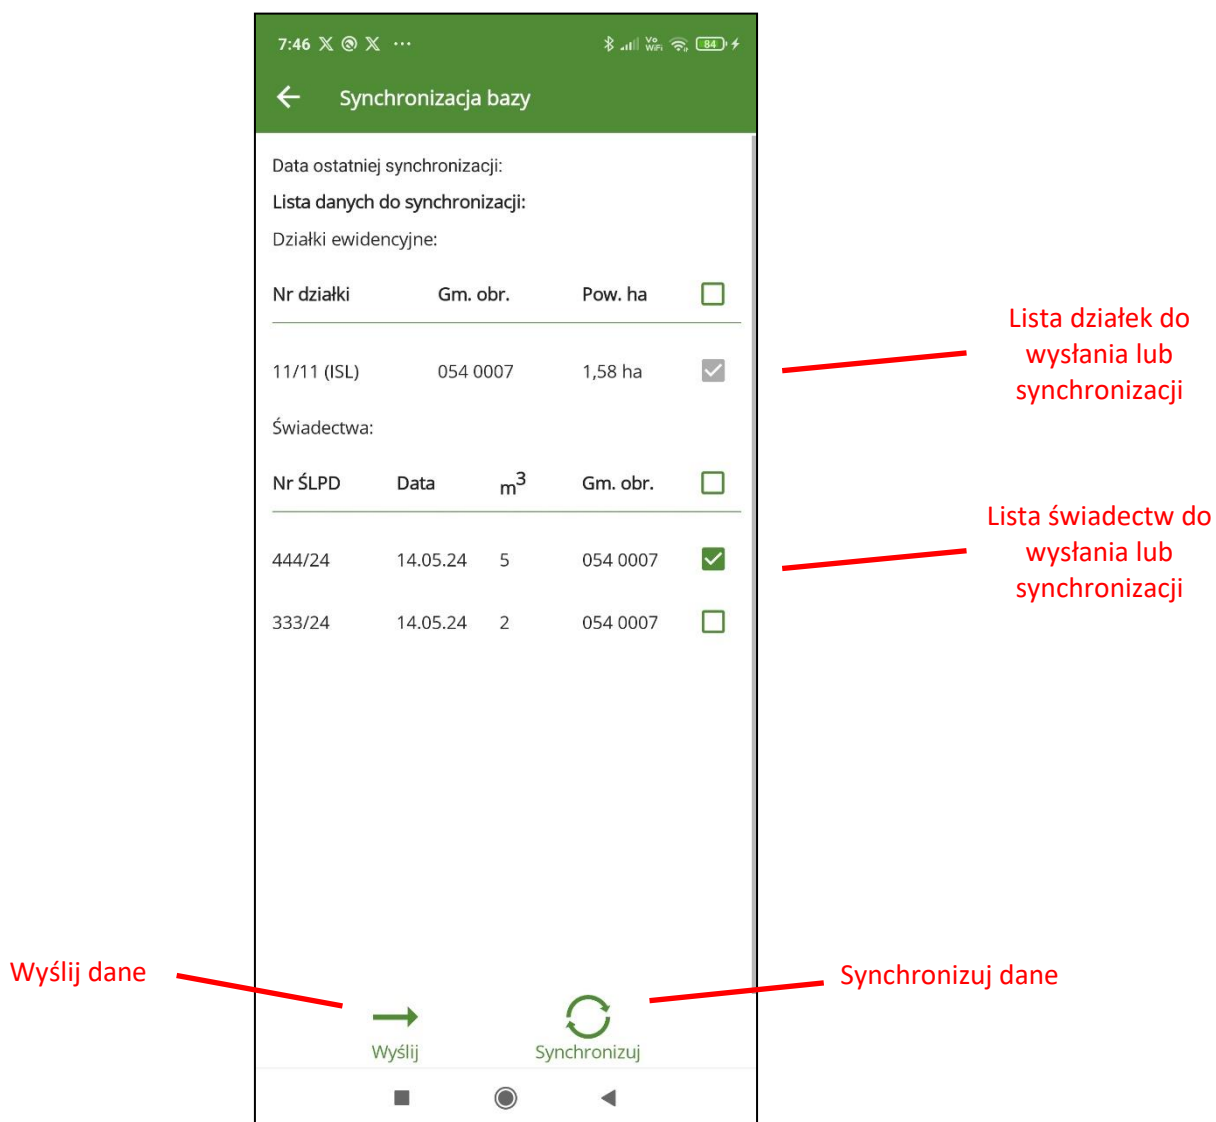 7:46
Vo WiFi
84
Synchronizacja bazy
Data ostatniej synchronizacji:
Lista danych do synchronizacji:
Działki ewidencyjne:
Nr działki Gm. obr. Pow. ha
11/11 (ISL) 054 0007 1,58 ha
Lista działek do
wysłania lub
synchronizacji
Świadectwa:
Nr ŚLPD Data m³ Gm. obr.
444/24 14.05.24 5 054 0007
333/24 14.05.24 2 054 0007
Lista świadectw do
wysłania lub
synchronizacji
Wyślij dane
Synchronizuj dane
Wyślij
Synchronizuj